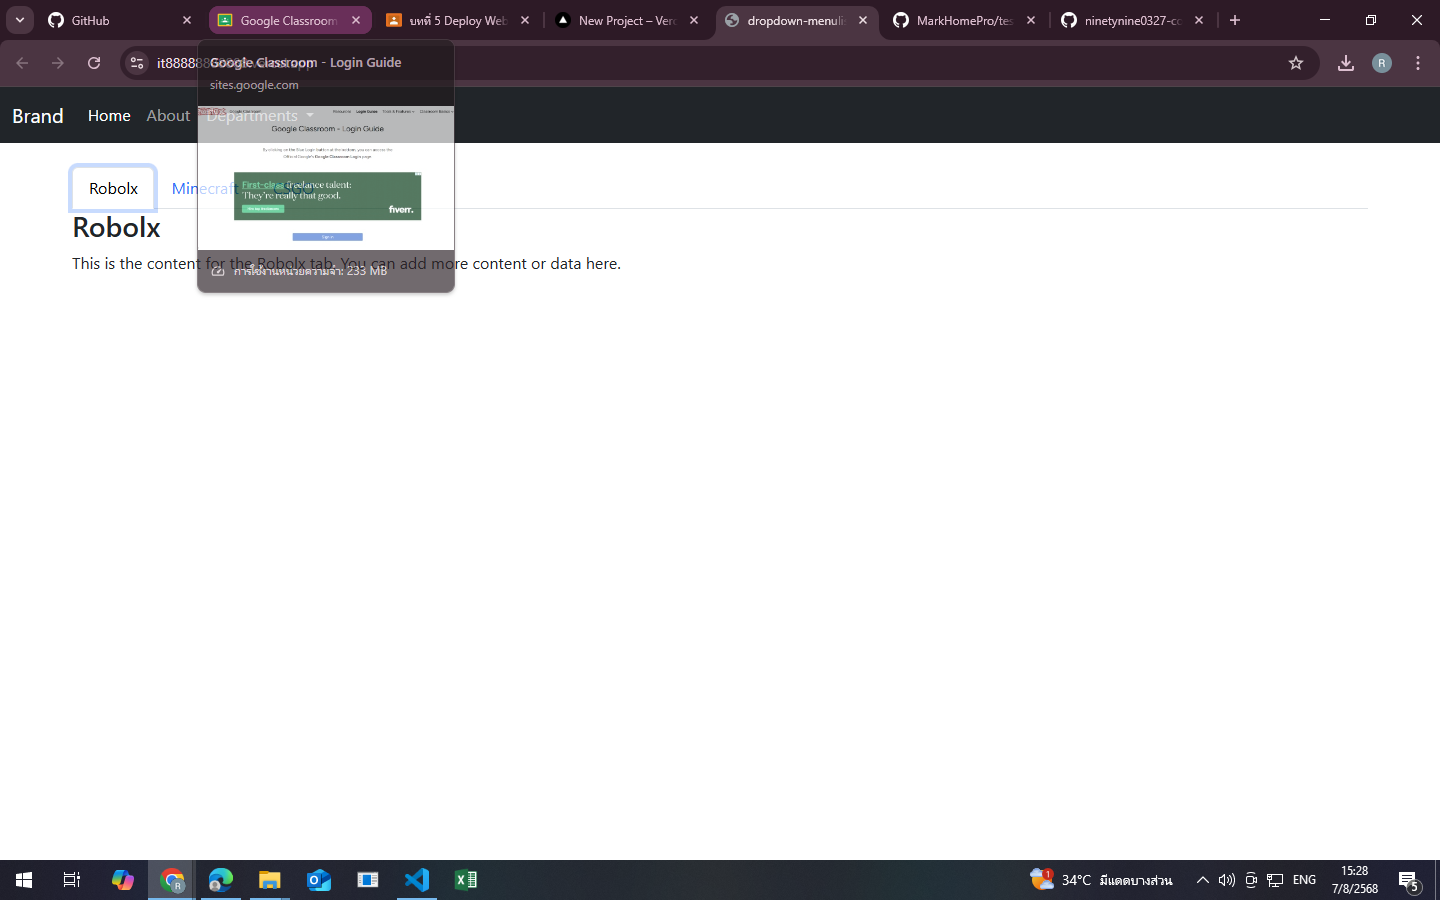 GitHub
Google Classroom
บทที่ 5 Deploy Web
New Project – Verc
dropdown-menulis
MarkHomePro/tes
ninetynine0327-cc
Google Classroom - Login Guide
sites.google.com
R
Brand
Home
About
Departments
Google Classroom - Login Guide
First-class freelance talent:
They're really that good.
fiverr.
Robolx
Minecraft
Robolx
This is the content for the Robolx tab. You can add more content or data here.
การใช้งานหน่วยความจำ: 233 MB
34°C มีแดดบางส่วน
ENG
15:28
7/8/2568
5